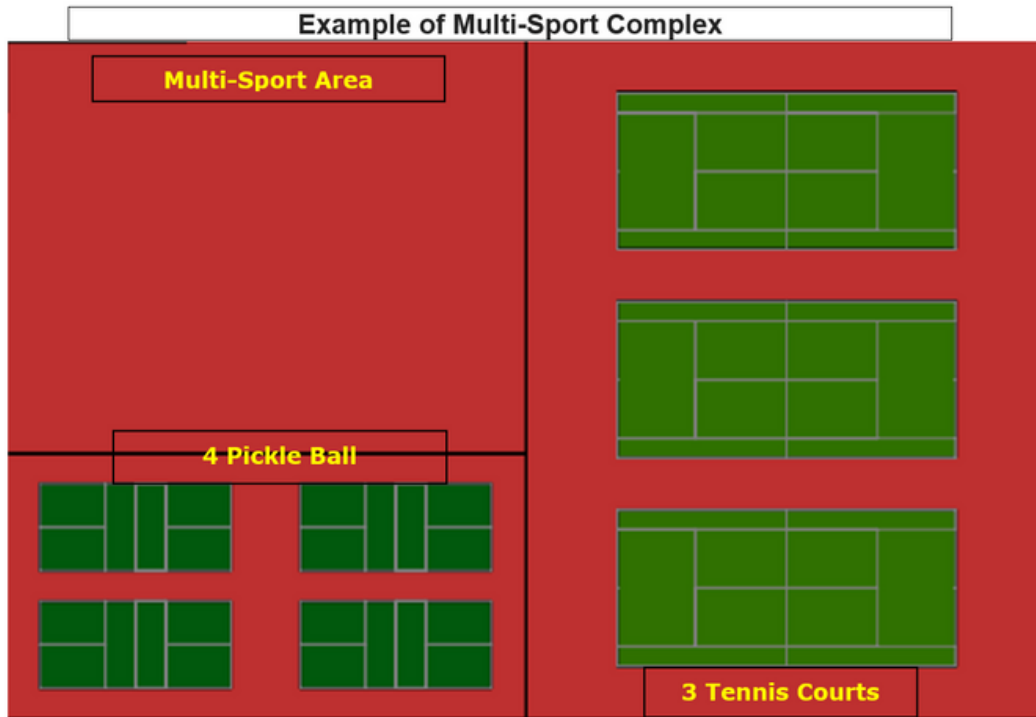 Example of Multi-Sport Complex
Multi-Sport Area
4 Pickle Ball
3 Tennis Courts